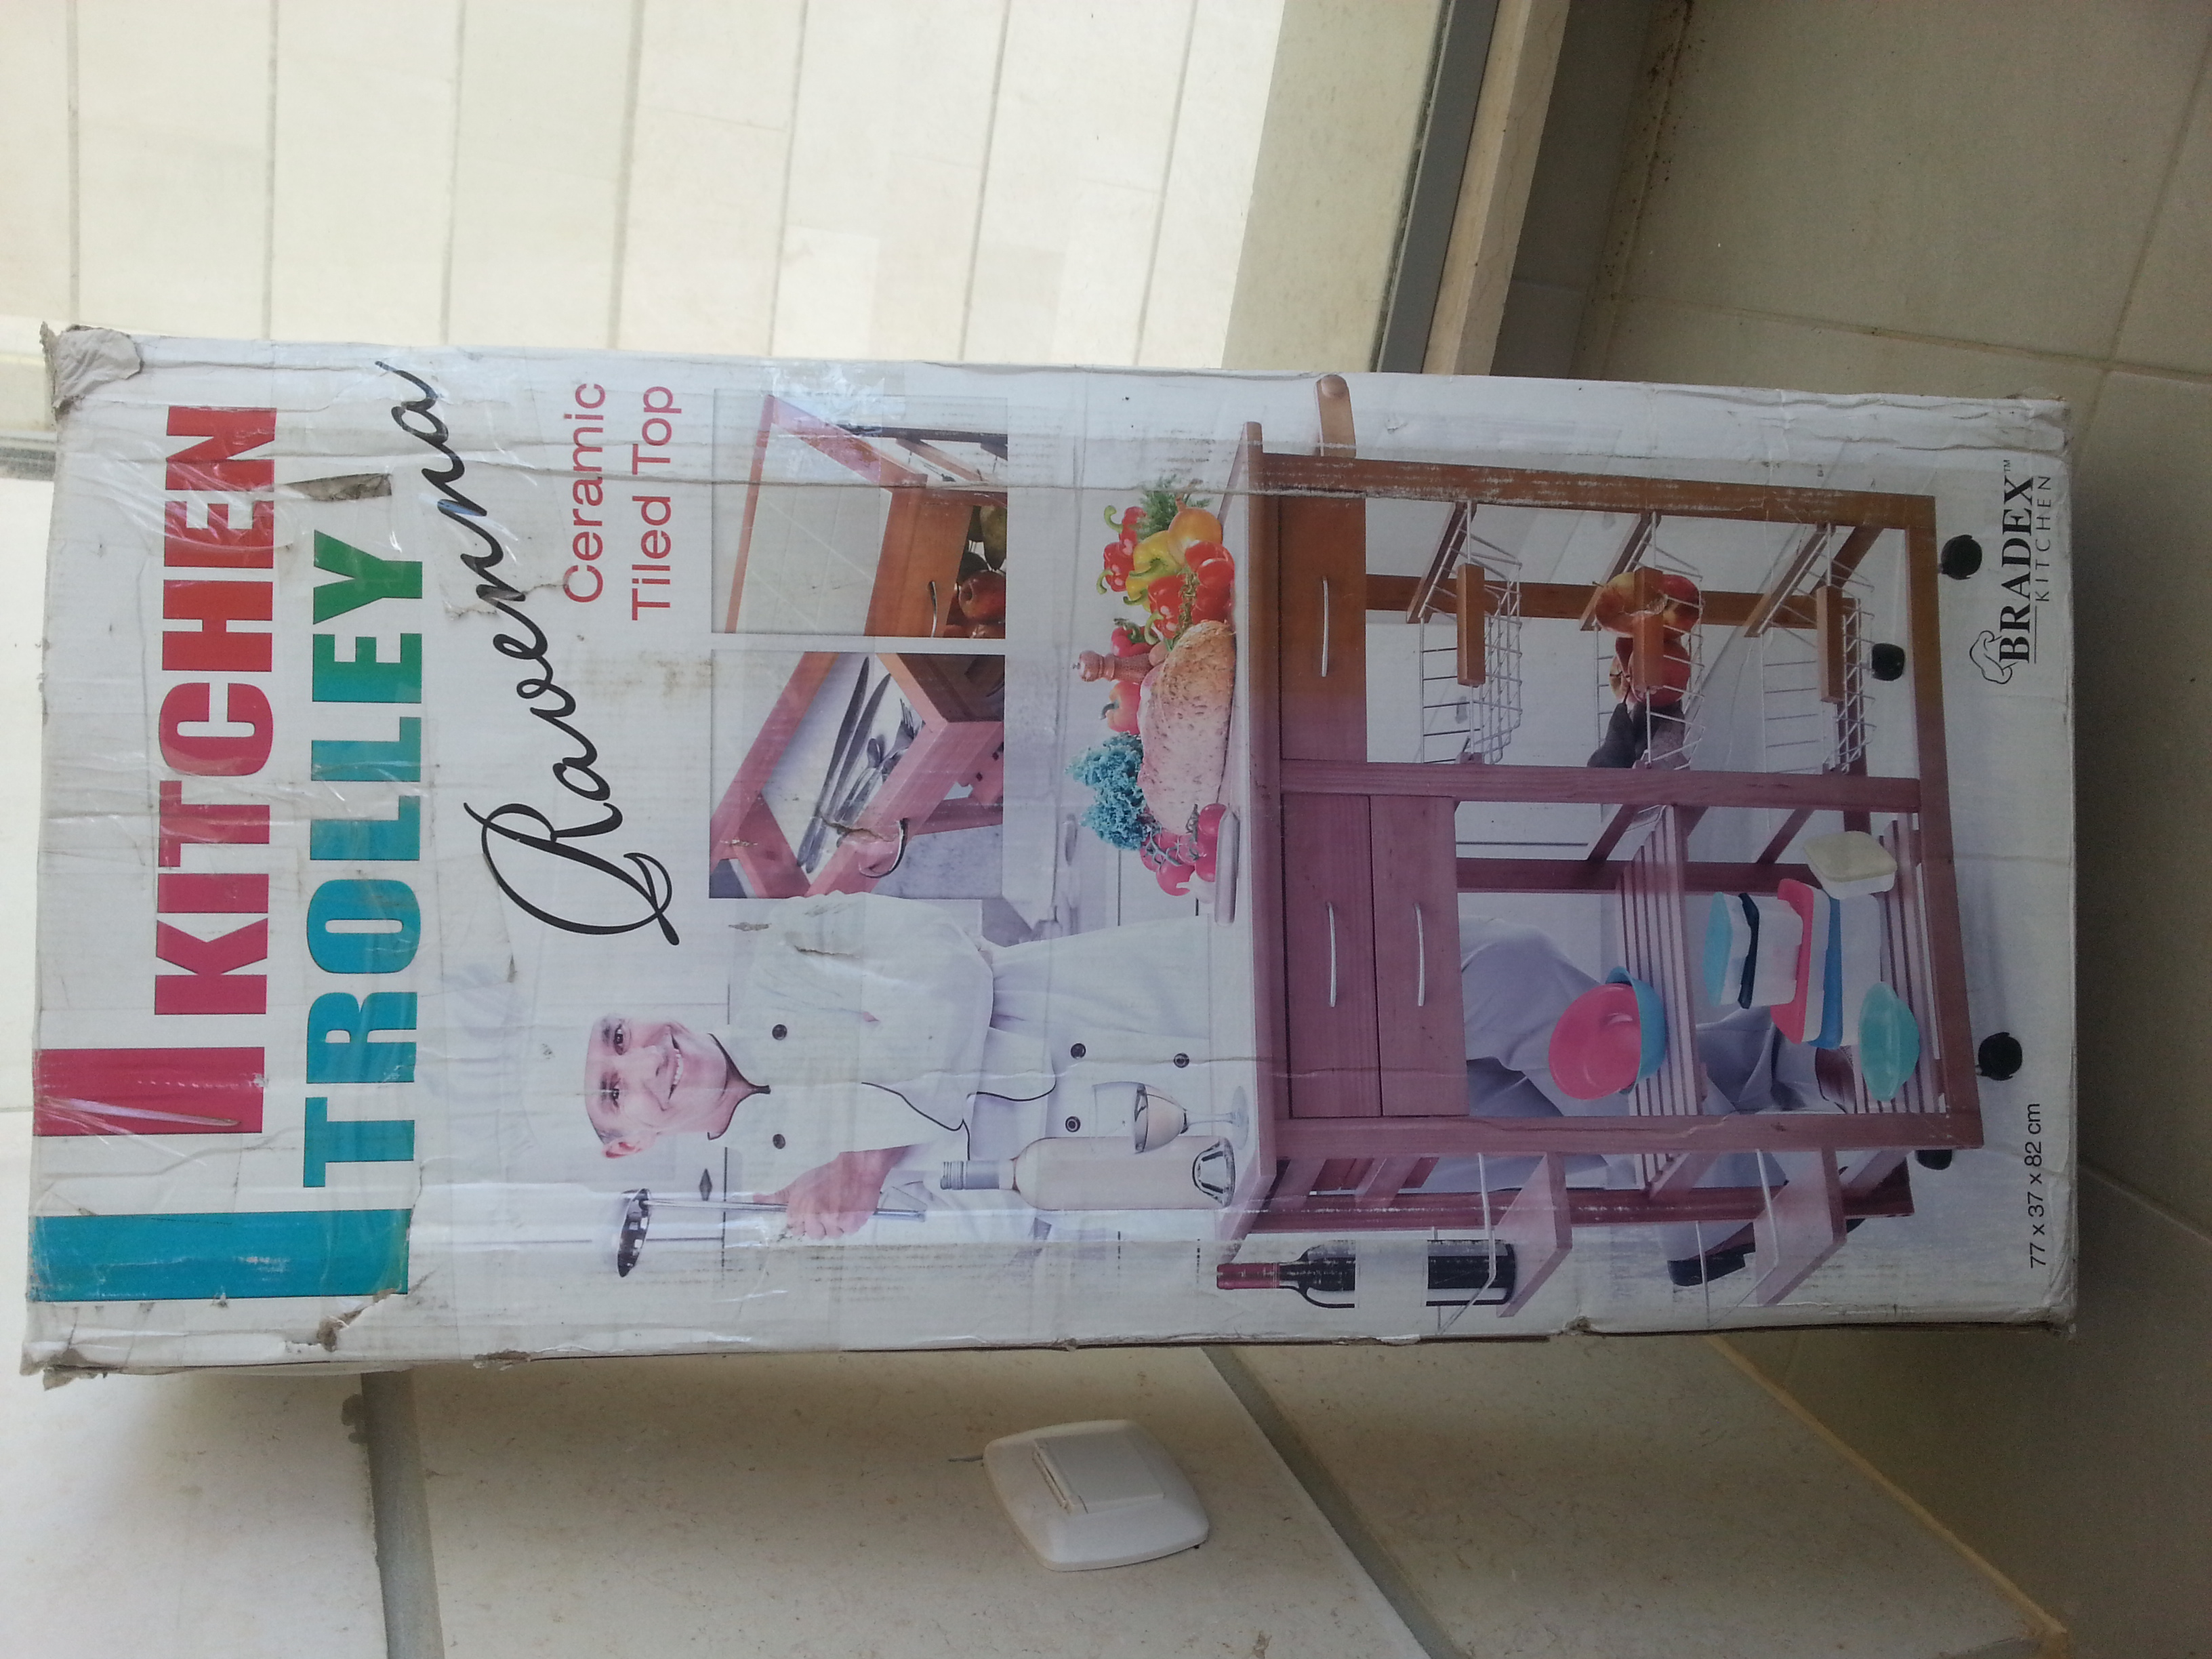 KITCHEN
TROLLEY
Ravenna
Ceramic
Tiled Top
77 x 37 x 82 cm
BRADEX™
KITCHEN